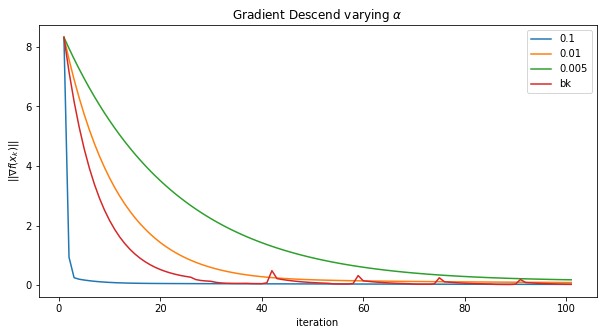 Gradient Descend varying α
||∇f(x_k)||
8
6
4
2
0
0.1
0.01
0.005
bk
0 20 40 60 80 100
iteration